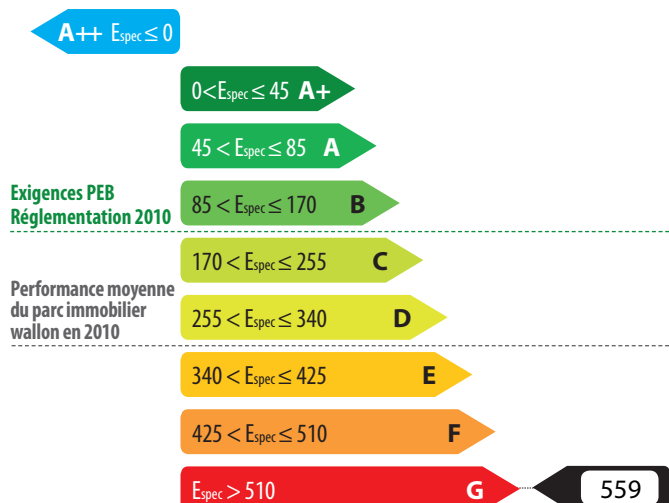 A++ Espec ≤ 0
0<Espec ≤ 45 A+
45 < Espec ≤ 85 A
Exigences PEB
Réglementation 2010
85 < Espec ≤ 170 B
170 < Espec ≤ 255 C
Performance moyenne
du parc immobilier
wallon en 2010
255 < Espec ≤ 340 D
340 < Espec ≤ 425 E
425 < Espec ≤ 510 F
Espec > 510 G
559